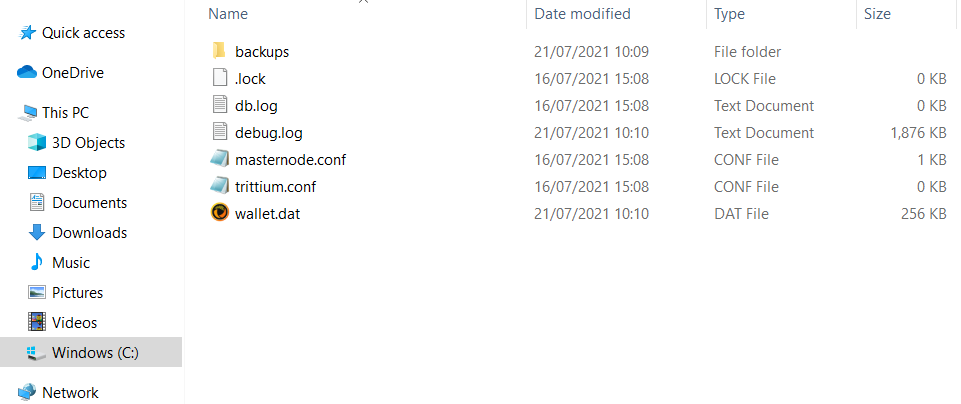 Name Date modified Type Size
Quick access
OneDrive
This PC
3D Objects
Desktop
Documents
Downloads
Music
Pictures
Videos
Windows (C:)
Network
backups 21/07/2021 10:09 File folder
.lock 16/07/2021 15:08 LOCK File 0 KB
db.log 16/07/2021 15:08 Text Document 0 KB
debug.log 21/07/2021 10:10 Text Document 1,876 KB
masternode.conf 16/07/2021 15:08 CONF File 1 KB
trittium.conf 16/07/2021 15:08 CONF File 0 KB
wallet.dat 21/07/2021 10:10 DAT File 256 KB